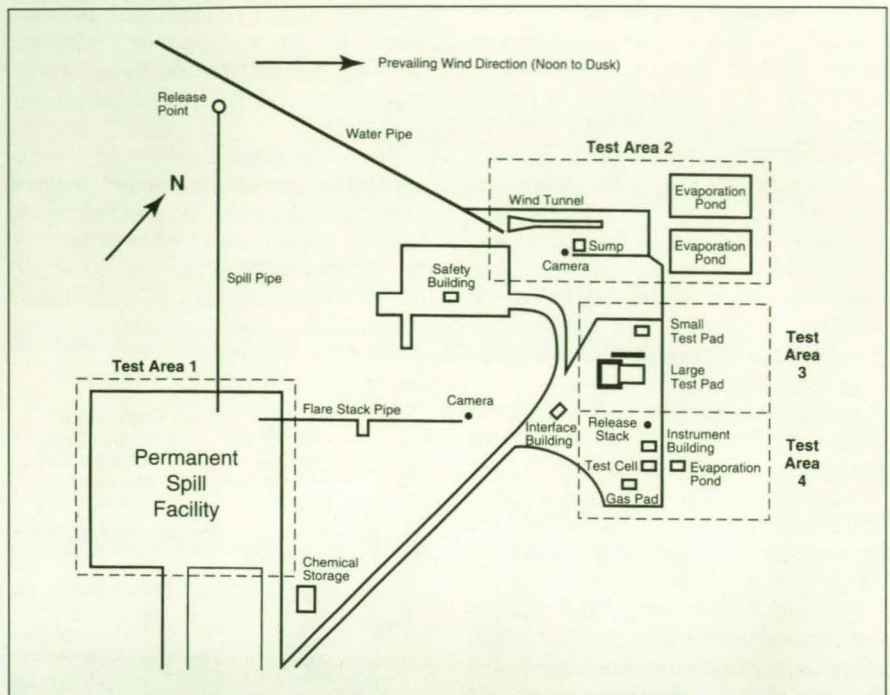 Prevailing Wind Direction (Noon to Dusk)
Release
Point
Water Pipe
N
Test Area 2
Wind Tunnel
Evaporation
Pond
Sump
Camera
Evaporation
Pond
Safety
Building
Spill Pipe
Small
Test Pad
Test
Area
3
Large
Test Pad
Test Area 1
Flare Stack Pipe
Camera
Interface
Building
Release
Stack
Instrument
Building
Test Cell
Evaporation
Pond
Gas Pad
Test
Area
4
Permanent
Spill
Facility
Chemical
Storage